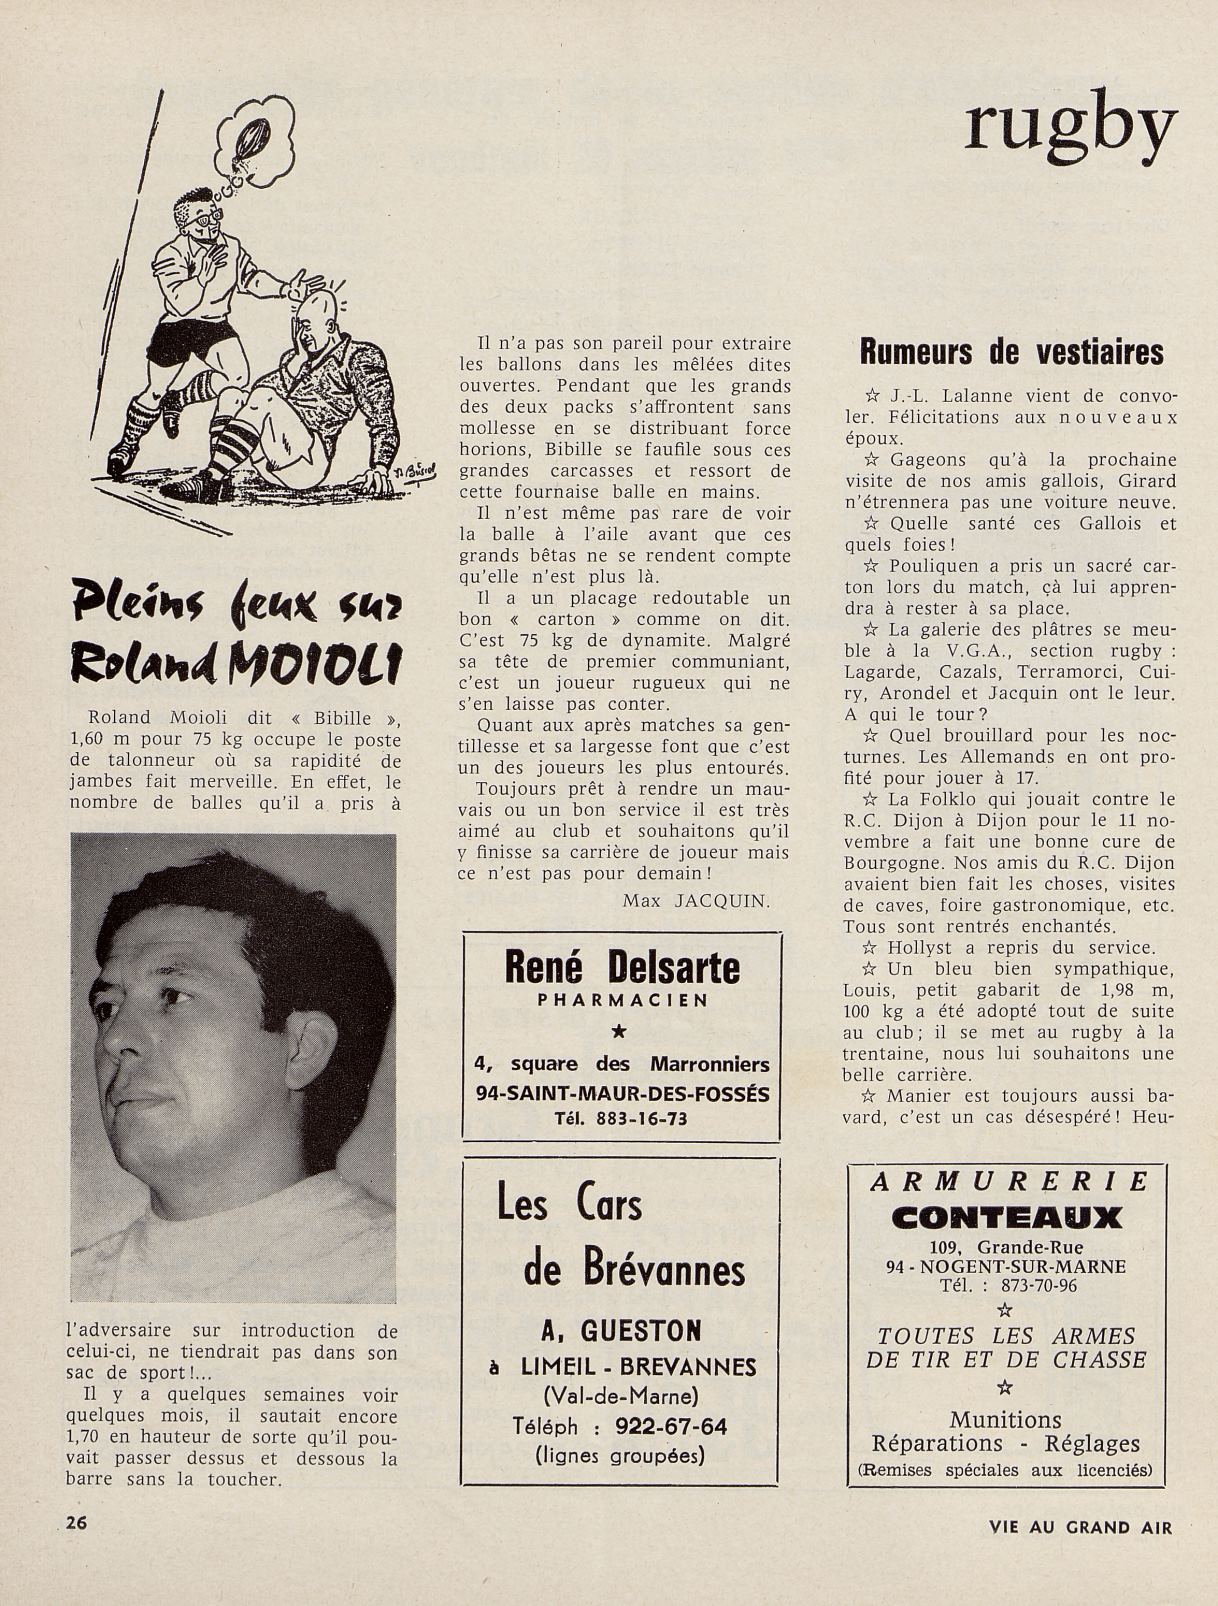 rugby
N. Büsiol
Pleins feux sur
Roland MOIOLI
Roland Moioli dit « Bibille »,
1,60 m pour 75 kg occupe le poste
de talonneur où sa rapidité de
jambes fait merveille. En effet, le
nombre de balles qu'il a pris à
l'adversaire sur introduction de
celui-ci, ne tiendrait pas dans son
sac de sport!...
Il y a quelques semaines voir
quelques mois, il sautait encore
1,70 en hauteur de sorte qu'il pou-
vait passer dessus et dessous la
barre sans la toucher.
Il n'a pas son pareil pour extraire
les ballons dans les mêlées dites
ouvertes. Pendant que les grands
des deux packs s'affrontent sans
mollesse en se distribuant force
horions, Bibille se faufile sous ces
grandes carcasses et ressort de
cette fournaise balle en mains.
Il n'est même pas rare de voir
la balle à l'aile avant que ces
grands bêtas ne se rendent compte
qu'elle n'est plus là.
Il a un placage redoutable un
bon « carton » comme on dit.
C'est 75 kg de dynamite. Malgré
sa tête de premier communiant,
c'est un joueur rugueux qui ne
s'en laisse pas conter.
Quant aux après matches sa gen-
tillesse et sa largesse font que c'est
un des joueurs les plus entourés.
Toujours prêt à rendre un mau-
vais ou un bon service il est très
aimé au club et souhaitons qu'il
y finisse sa carrière de joueur mais
ce n'est pas pour demain!
Max JACQUIN.
René Delsarte
PHARMACIEN
★
4, square des Marronniers
94-SAINT-MAUR-DES-FOSSÉS
Tél. 883-16-73
Les Cars
de Brévannes
A, GUESTON
à LIMEIL - BREVANNES
(Val-de-Marne)
Téléph : 922-67-64
(lignes groupées)
Rumeurs de vestiaires
☆ J.-L. Lalanne vient de convo-
ler. Félicitations aux nouveaux
époux.
☆ Gageons qu'à la prochaine
visite de nos amis gallois, Girard
n'étrennera pas une voiture neuve.
☆ Quelle santé ces Gallois et
quels foies!
☆ Pouliquen a pris un sacré car-
ton lors du match, çà lui appren-
dra à rester à sa place.
☆ La galerie des plâtres se meu-
ble à la V.G.A., section rugby :
Lagarde, Cazals, Terramorci, Cui-
ry, Arondel et Jacquin ont le leur.
A qui le tour?
☆ Quel brouillard pour les noc-
turnes. Les Allemands en ont pro-
fité pour jouer à 17.
☆ La Folklo qui jouait contre le
R.C. Dijon à Dijon pour le 11 no-
vembre a fait une bonne cure de
Bourgogne. Nos amis du R.C. Dijon
avaient bien fait les choses, visites
de caves, foire gastronomique, etc.
Tous sont rentrés enchantés.
☆ Hollyst a repris du service.
☆ Un bleu bien sympathique,
Louis, petit gabarit de 1,98 m,
100 kg a été adopté tout de suite
au club; il se met au rugby à la
trentaine, nous lui souhaitons une
belle carrière.
☆ Manier est toujours aussi ba-
vard, c'est un cas désespéré! Heu-
ARMURERIE
CONTEAUX
109, Grande-Rue
94 - NOGENT-SUR-MARNE
Tél. : 873-70-96
☆
TOUTES LES ARMES
DE TIR ET DE CHASSE
☆
Munitions
Réparations - Réglages
(Remises spéciales aux licenciés)
26
VIE AU GRAND AIR